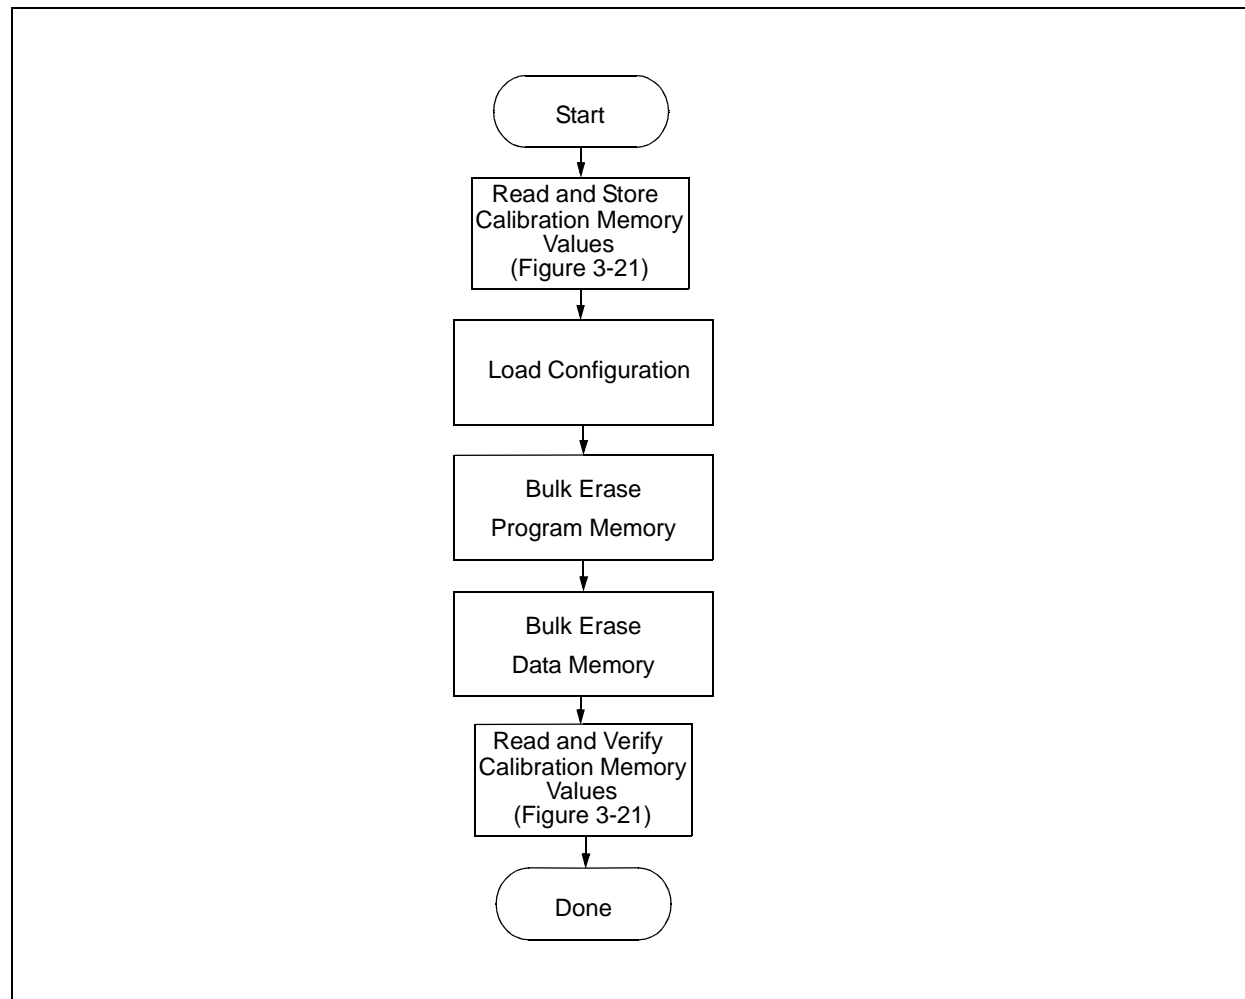 Start
Read and Store
Calibration Memory
Values
(Figure 3-21)
Load Configuration
Bulk Erase
Program Memory
Bulk Erase
Data Memory
Read and Verify
Calibration Memory
Values
(Figure 3-21)
Done